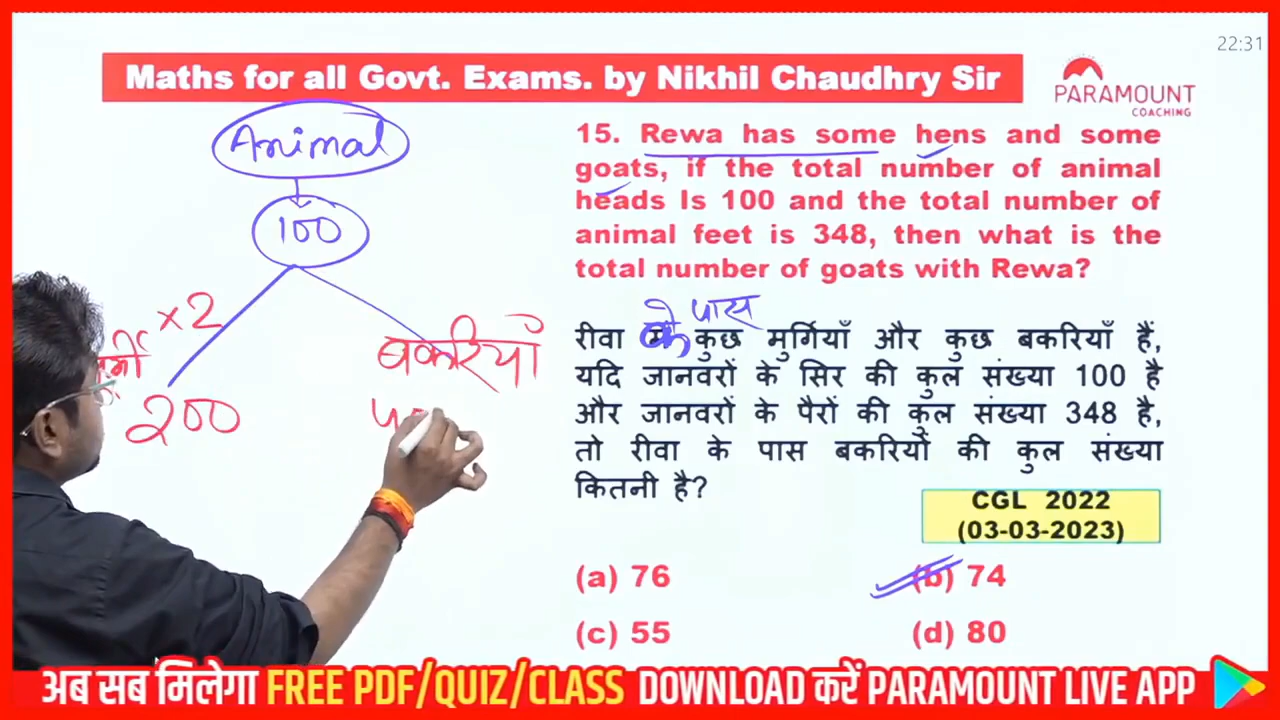 22:31
Maths for all Govt. Exams. by Nikhil Chaudhry Sir
PARAMOUNT
COACHING
Animal
100
×2
बकरियाँ
200
15. Rewa has some hens and some
goats, if the total number of animal
heads Is 100 and the total number of
animal feet is 348, then what is the
total number of goats with Rewa?
के पास
रीवा कुछ मुर्गियाँ और कुछ बकरियाँ हैं,
यदि जानवरों के सिर की कुल संख्या 100 है
और जानवरों के पैरों की कुल संख्या 348 है,
तो रीवा के पास बकरियों की कुल संख्या
कितनी है?
CGL 2022
(03-03-2023)
(a) 76
(b) 74
(c) 55
(d) 80
अब सब मिलेगा FREE PDF/QUIZ/CLASS DOWNLOAD करें PARAMOUNT LIVE APP